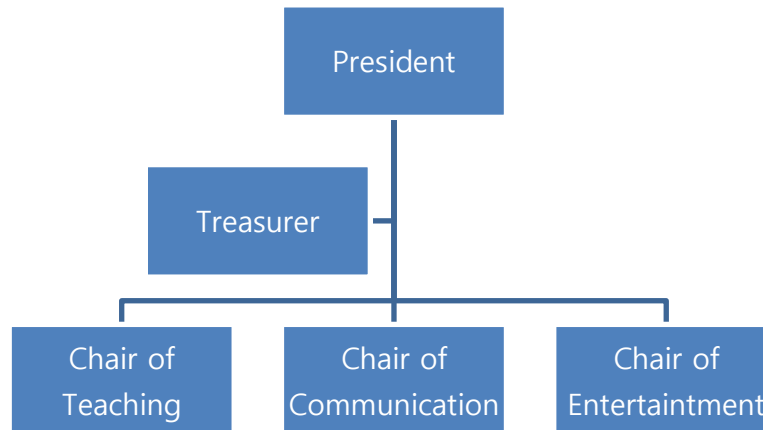 President
Treasurer
Chair of
Teaching
Chair of
Communication
Chair of
Entertaintment